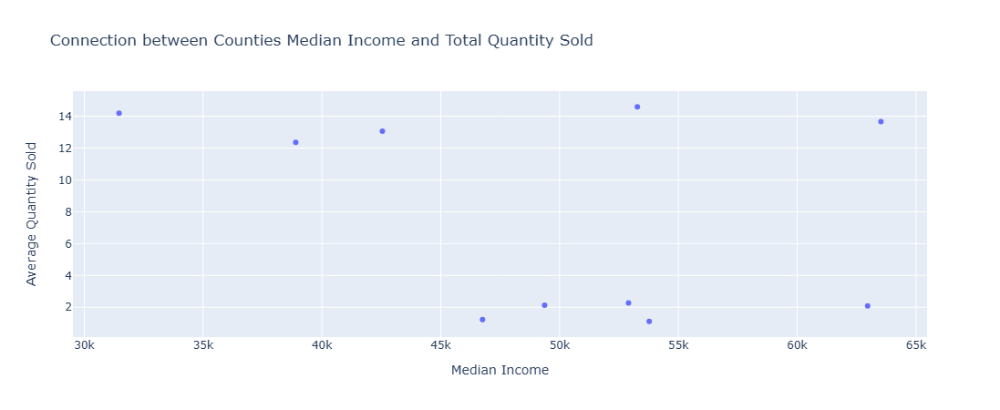 Connection between Counties Median Income and Total Quantity Sold
Average Quantity Sold
14
12
10
8
6
4
2
30k 35k 40k 45k 50k 55k 60k 65k
Median Income